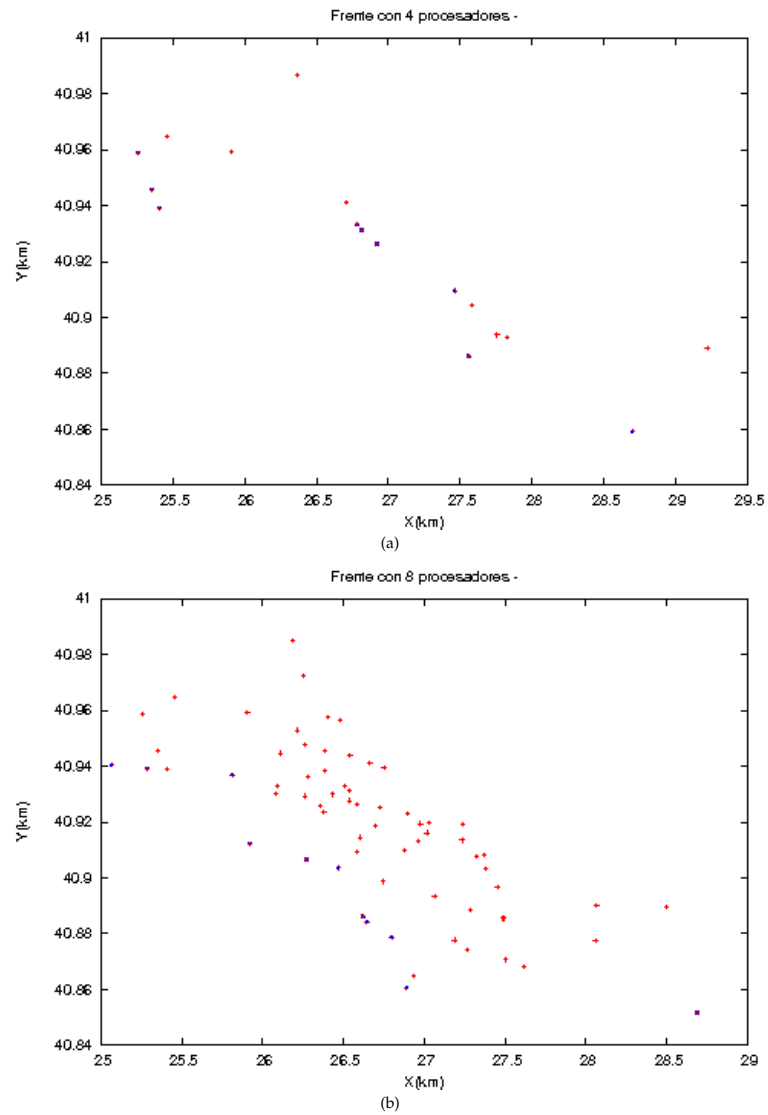 Frente con 4 procesadores -
41
40.98
40.96
40.94
40.92
40.9
40.88
40.86
40.84
Y(km)
25 25.5 26 26.5 27 27.5 28 28.5 29 29.5
X(km)
(a)
Frente con 8 procesadores -
41
40.98
40.96
40.94
40.92
40.9
40.88
40.86
40.84
Y(km)
25 25.5 26 26.5 27 27.5 28 28.5 29
X(km)
(b)